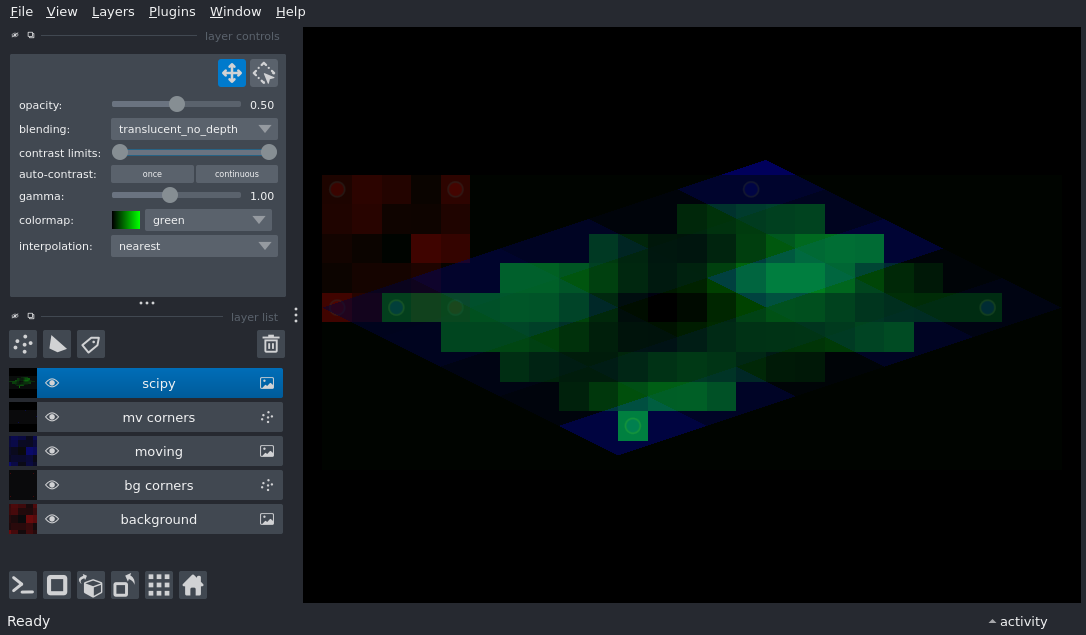 File View Layers Plugins Window Help
layer controls
opacity: 0.50
blending: translucent_no_depth
contrast limits:
auto-contrast: once continuous
gamma: 1.00
colormap: green
interpolation: nearest
layer list
scipy
mv corners
moving
bg corners
background
Ready
activity